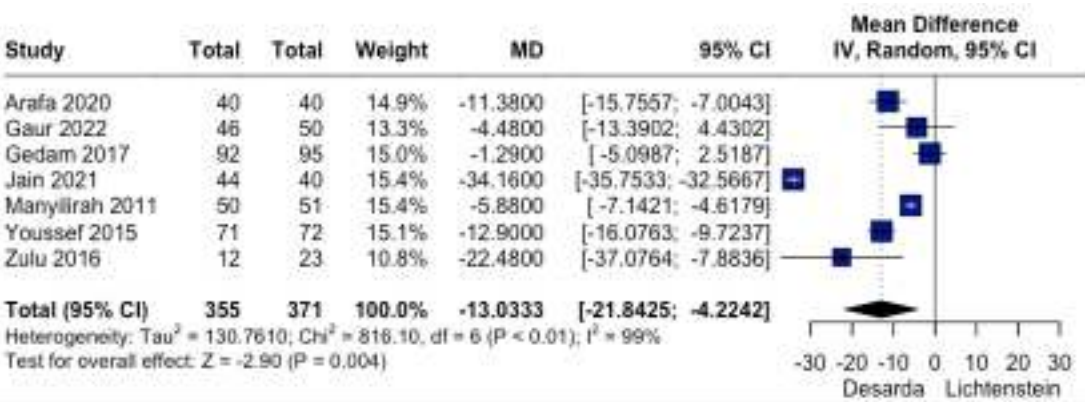 Mean Difference
Study Total Total Weight MD 95% CI IV, Random, 95% CI
Arafa 2020 40 40 14.9% -11.3800 [-15.7557; -7.0043]
Gaur 2022 46 50 13.3% -4.4800 [-13.3902; 4.4302]
Gedam 2017 92 95 15.0% -1.2900 [ -5.0987; 2.5187]
Jain 2021 44 40 15.4% -34.1600 [-35.7533; -32.5667]
Manyilirah 2011 50 51 15.4% -5.8800 [ -7.1421; -4.6179]
Youssef 2015 71 72 15.1% -12.9000 [-16.0763; -9.7237]
Zulu 2016 12 23 10.8% -22.4800 [-37.0764; -7.8836]
Total (95% CI) 355 371 100.0% -13.0333 [-21.8425; -4.2242]
Heterogeneity: Tau² = 130.7610; Chi² = 816.10, df = 6 (P < 0.01); I² = 99%
Test for overall effect: Z = -2.90 (P = 0.004)
-30 -20 -10 0 10 20 30
Desarda Lichtenstein